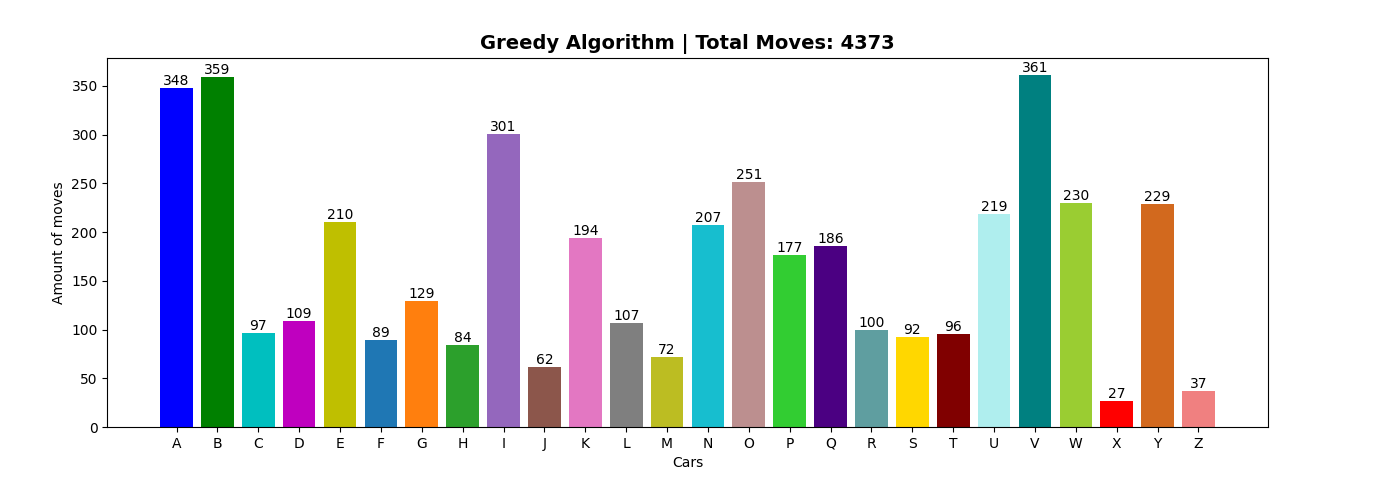 Greedy Algorithm | Total Moves: 4373
Amount of moves
350
300
250
200
150
100
50
0
348 359 97 109 210 89 129 84 301 62 194 107 72 207 251 177 186 100 92 96 219 361 230 27 229 37
A B C D E F G H I J K L M N O P Q R S T U V W X Y Z
Cars